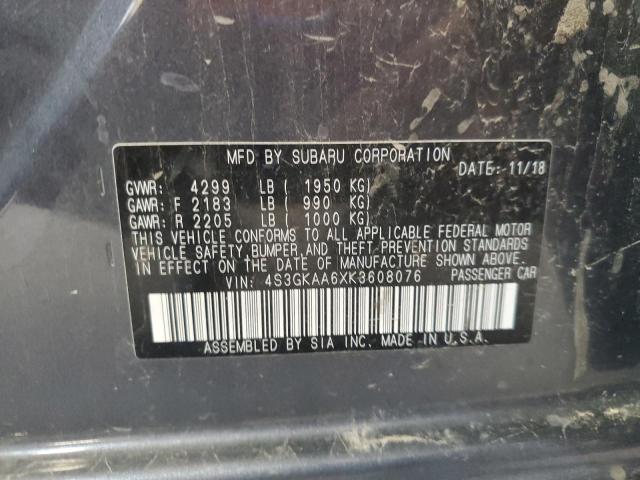 MFD BY SUBARU CORPORATION DATE: 11/18
GVWR: 4299 LB ( 1950 KG)
GAWR: F 2183 LB ( 990 KG)
GAWR: R 2205 LB ( 1000 KG)
THIS VEHICLE CONFORMS TO ALL APPLICABLE FEDERAL MOTOR
VEHICLE SAFETY,BUMPER,AND THEFT-PREVENTION STANDARDS
IN EFFECT ON THE DATE OF MANUFACTURE SHOWN ABOVE.
VIN: 4S3GKAA6XK3608076 PASSENGER CAR
ASSEMBLED BY SIA INC. MADE IN U.S.A.